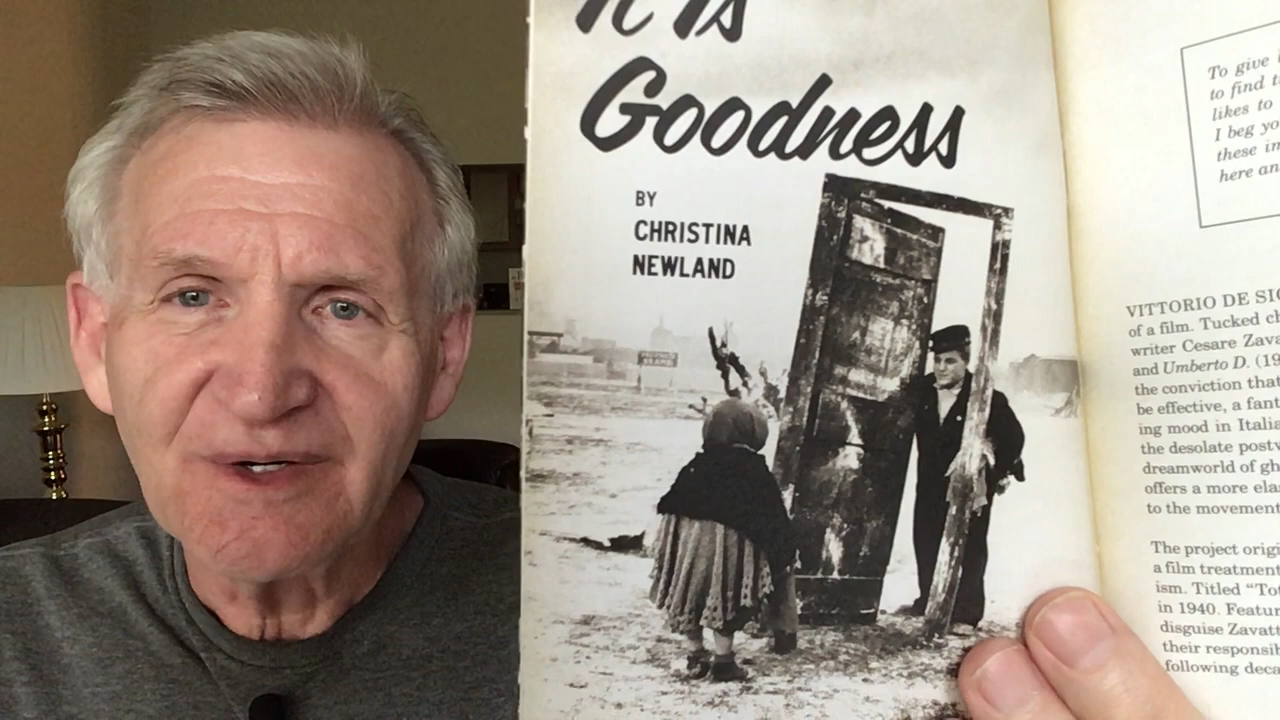 It Is
Goodness
BY
CHRISTINA
NEWLAND
To give
to find
likes to
I beg yo
these in
here an
VITTORIO DE SIC
of a film. Tucked ch
writer Cesare Zava
and Umberto D. (19
the conviction that
be effective, a fant
ing mood in Italia
the desolate postw
dreamworld of gh
offers a more elas
to the movement
The project origi
a film treatment
ism. Titled “Tot
in 1940. Featur
disguise Zavatt
their responsib
following deca